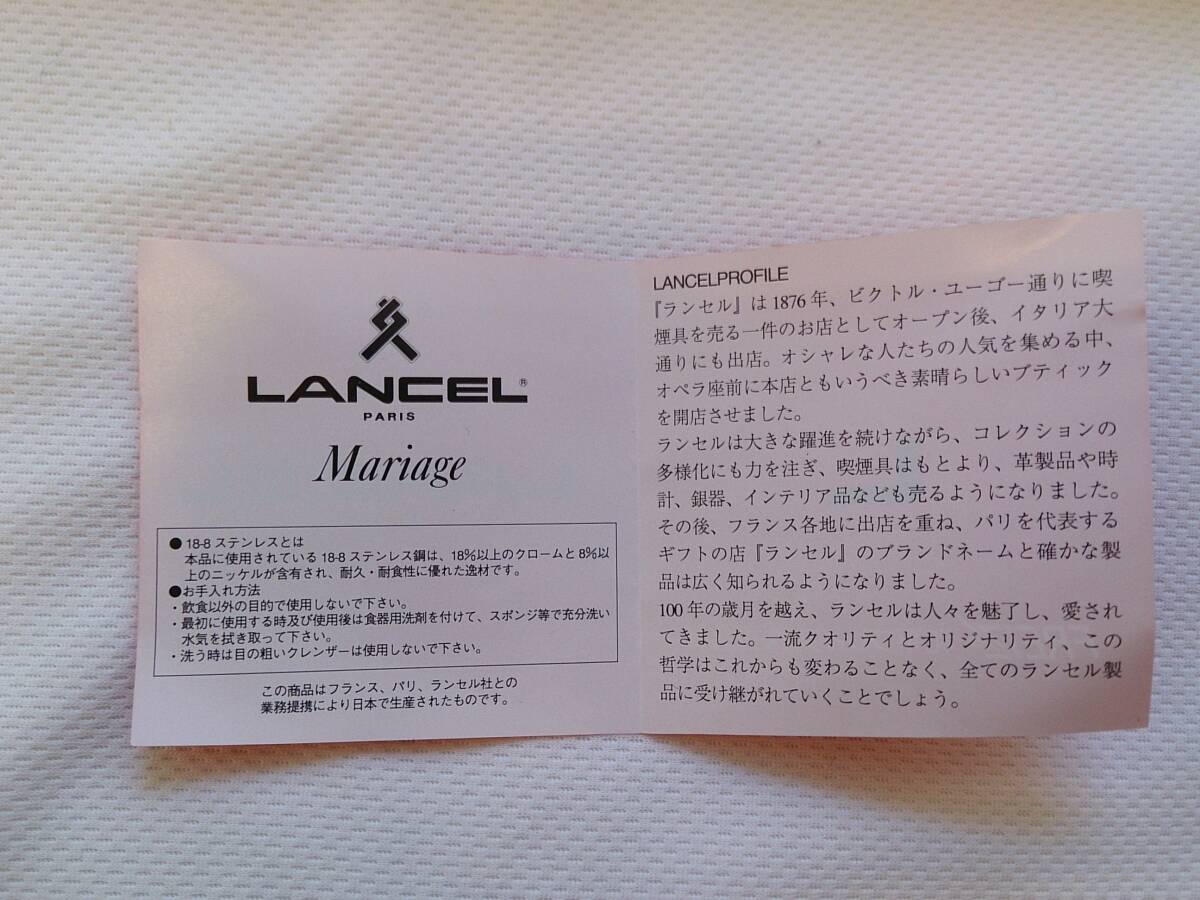 LANCEL®
PARIS
Mariage
●18-8 ステンレスとは
本品に使用されている 18-8 ステンレス鋼は、18%以上のクロームと 8%以
上のニッケルが含有され、耐久・耐食性に優れた逸材です。
●お手入れ方法
・飲食以外の目的で使用しないで下さい。
・最初に使用する時及び使用後は食器用洗剤を付けて、スポンジ等で充分洗い
水気を拭き取って下さい。
・洗う時は目の粗いクレンザーは使用しないで下さい。
この商品はフランス、パリ、ランセル社との
業務提携により日本で生産されたものです。
LANCELPROFILE
『ランセル』は 1876 年、ビクトル・ユーゴー通りに喫
煙具を売る一件のお店としてオープン後、イタリア大
通りにも出店。オシャレな人たちの人気を集める中、
オペラ座前に本店ともいうべき素晴らしいブティック
を開店させました。
ランセルは大きな躍進を続けながら、コレクションの
多様化にも力を注ぎ、喫煙具はもとより、革製品や時
計、銀器、インテリア品なども売るようになりました。
その後、フランス各地に出店を重ね、パリを代表する
ギフトの店『ランセル』のブランドネームと確かな製
品は広く知られるようになりました。
100 年の歳月を越え、ランセルは人々を魅了し、愛され
てきました。一流クオリティとオリジナリティ、この
哲学はこれからも変わることなく、全てのランセル製
品に受け継がれていくことでしょう。